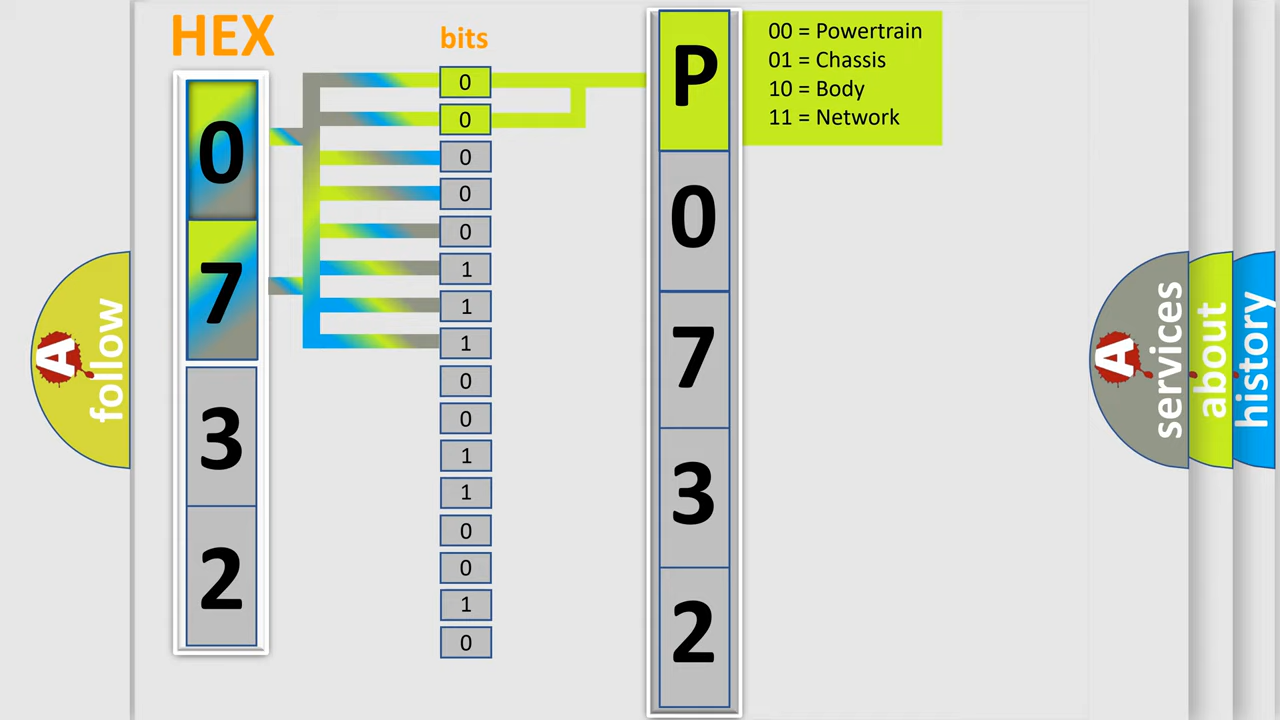 HEX
bits
0
7
3
2
0
0
0
0
0
1
1
1
0
0
1
1
0
0
1
0
P
0
7
3
2
00 = Powertrain
01 = Chassis
10 = Body
11 = Network
A
follow
A
services
about
history